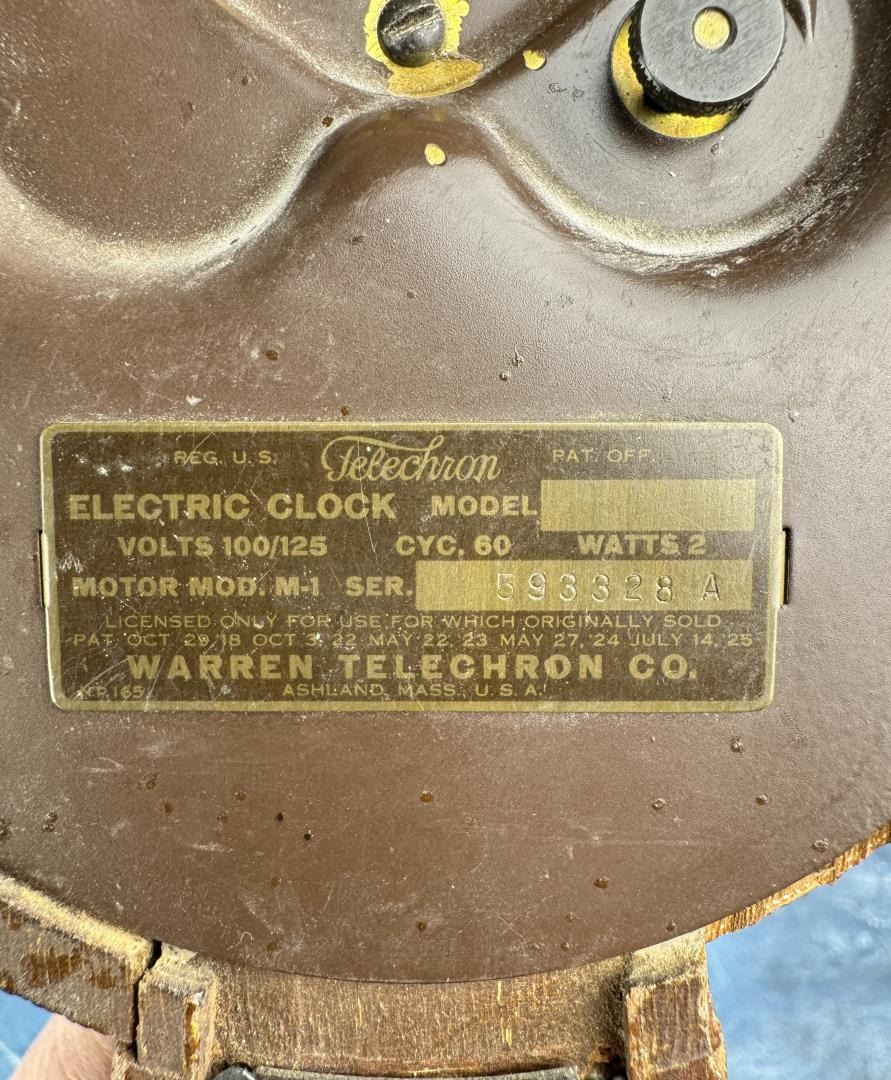 REG. U.S. Telechron PAT. OFF.
ELECTRIC CLOCK MODEL
VOLTS 100/125 CYC. 60 WATTS 2
MOTOR MOD. M-1 SER. 593328 A
LICENSED ONLY FOR USE FOR WHICH ORIGINALLY SOLD
PAT. OCT 29, 18 OCT 3, 22 MAY 22, 23 MAY 27, 24 JULY 14, 25
WARREN TELECHRON CO.
N.P. 165 ASHLAND, MASS., U.S.A.